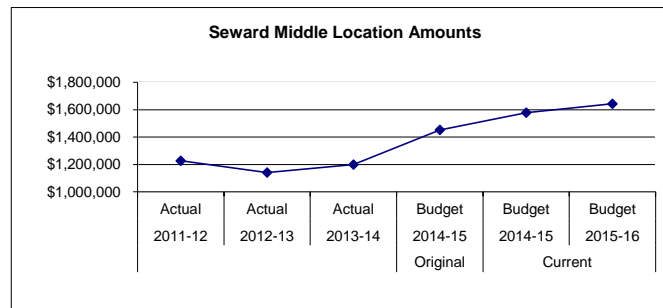 Seward Middle Location Amounts
$1,800,000
$1,600,000
$1,400,000
$1,200,000
$1,000,000
Actual Actual Actual Budget Budget Budget
2011-12 2012-13 2013-14 2014-15 2014-15 2015-16
Original Current